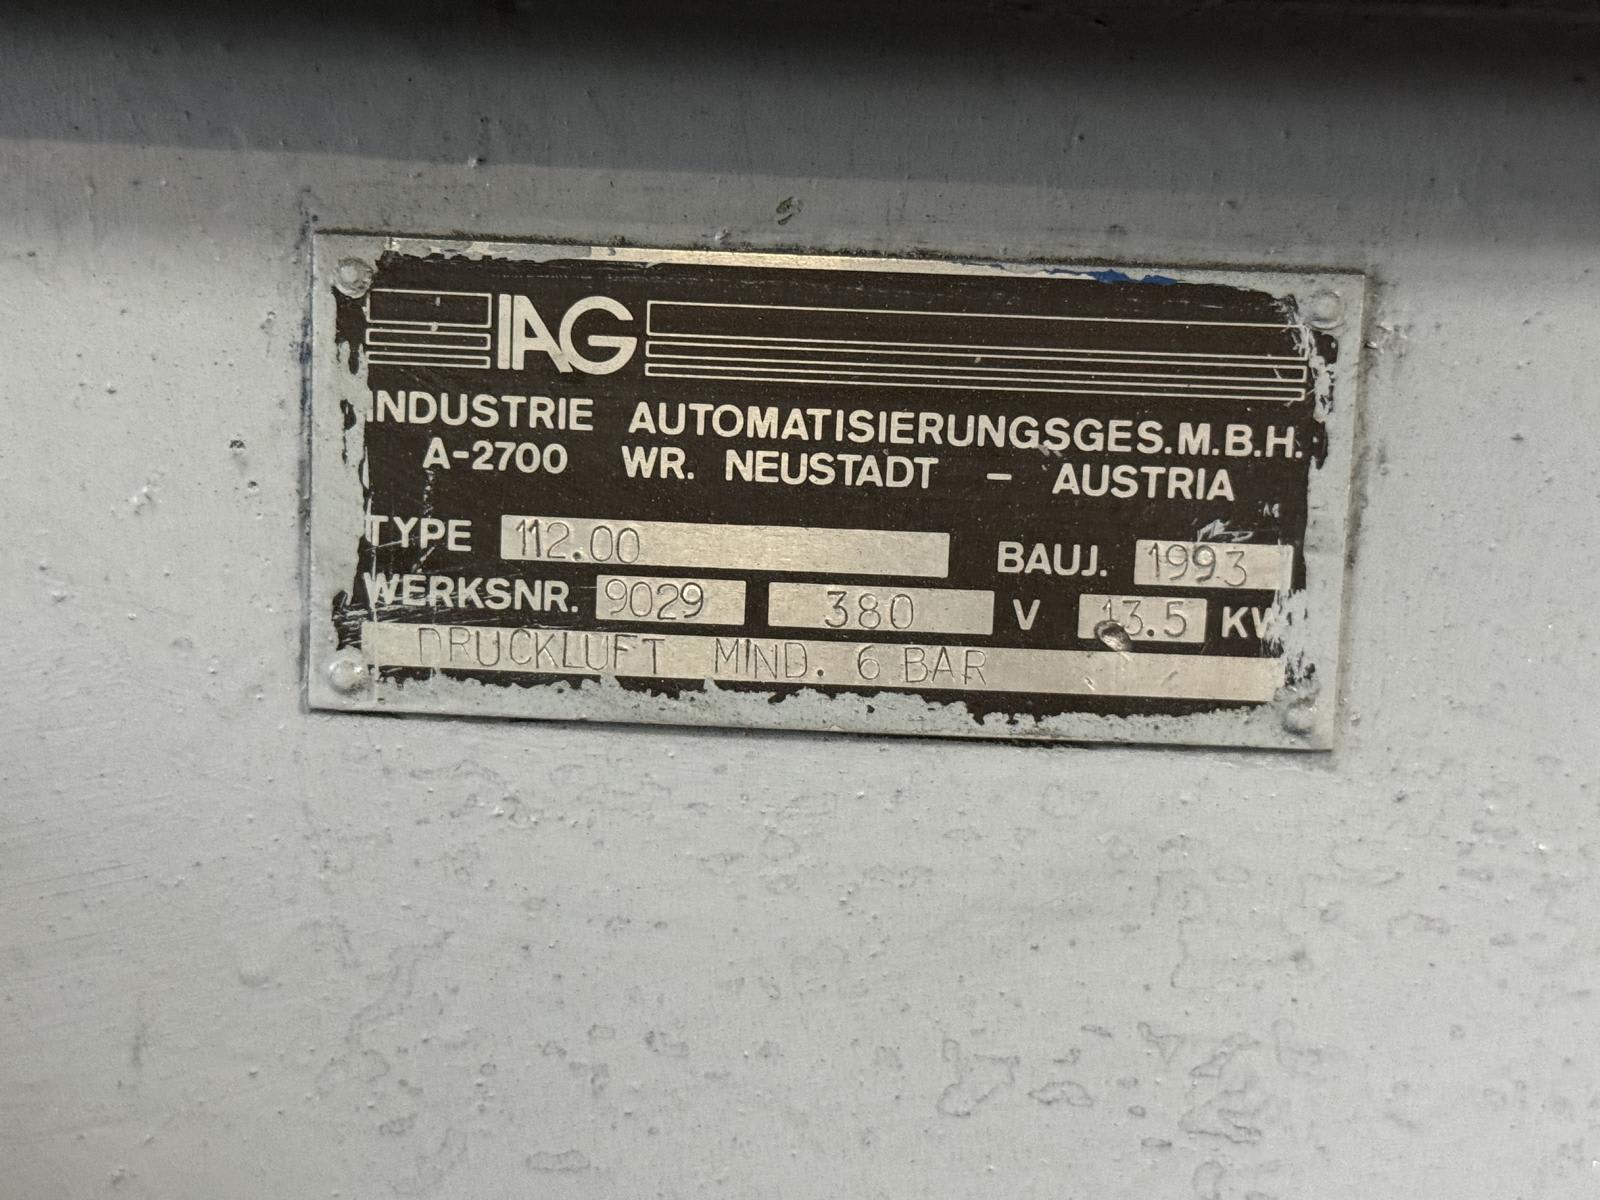 IAG
INDUSTRIE AUTOMATISIERUNGSGES.M.B.H.
A-2700 WR. NEUSTADT - AUSTRIA
TYPE 112.00 BAUJ. 1993
WERKSNR. 9029 380 V 13.5 KW
DRUCKLUFT MIND. 6 BAR